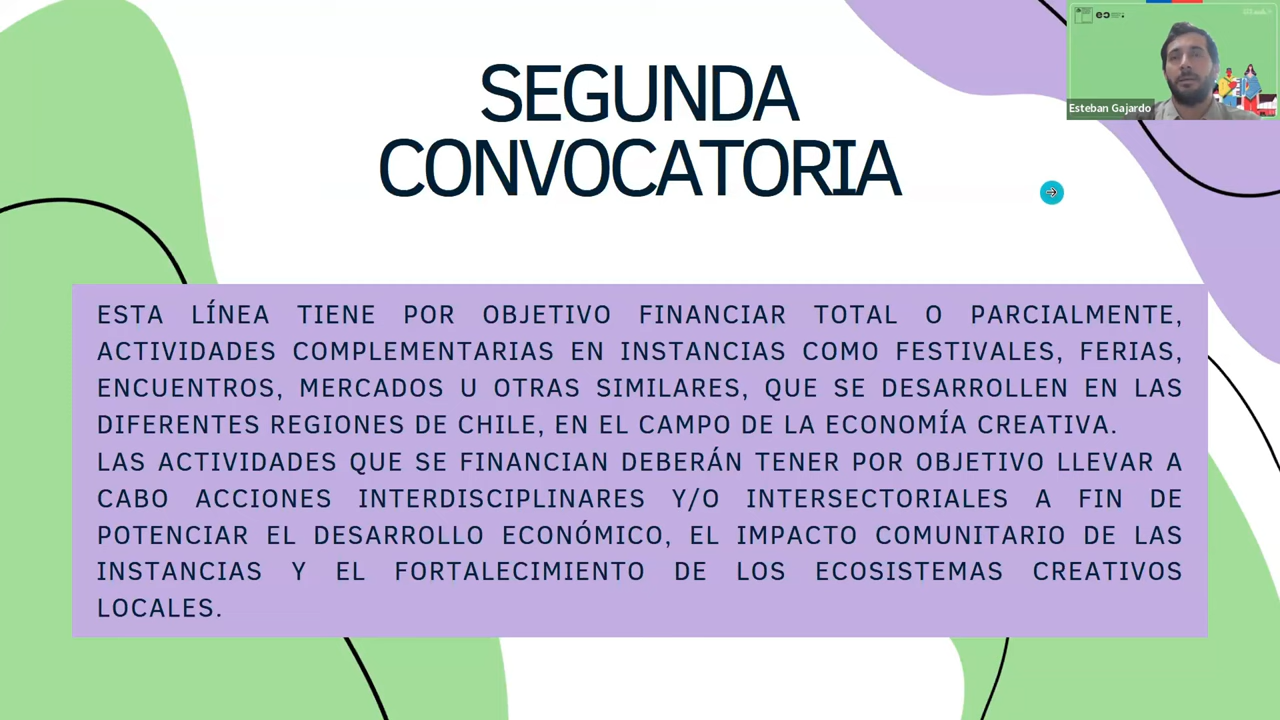 SEGUNDA
CONVOCATORIA
Esteban Gajardo
ESTA LÍNEA TIENE POR OBJETIVO FINANCIAR TOTAL O PARCIALMENTE,
ACTIVIDADES COMPLEMENTARIAS EN INSTANCIAS COMO FESTIVALES, FERIAS,
ENCUENTROS, MERCADOS U OTRAS SIMILARES, QUE SE DESARROLLEN EN LAS
DIFERENTES REGIONES DE CHILE, EN EL CAMPO DE LA ECONOMÍA CREATIVA.
LAS ACTIVIDADES QUE SE FINANCIAN DEBERÁN TENER POR OBJETIVO LLEVAR A
CABO ACCIONES INTERDISCIPLINARES Y/O INTERSECTORIALES A FIN DE
POTENCIAR EL DESARROLLO ECONÓMICO, EL IMPACTO COMUNITARIO DE LAS
INSTANCIAS Y EL FORTALECIMIENTO DE LOS ECOSISTEMAS CREATIVOS
LOCALES.